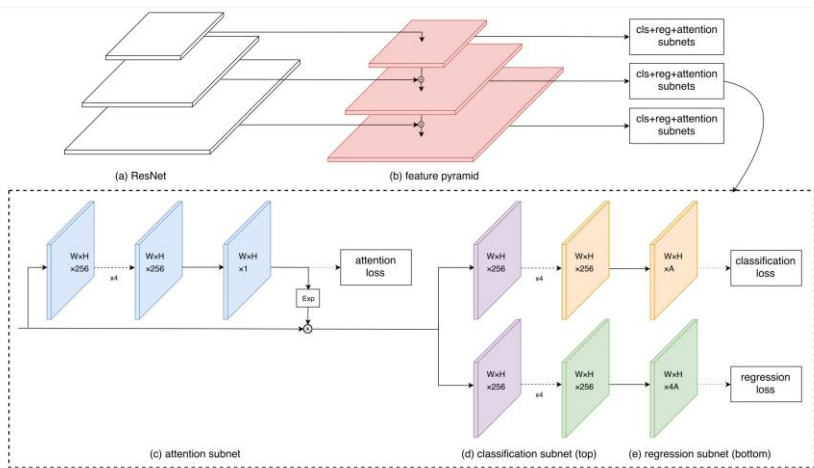 cls+reg+attention
subnets
cls+reg+attention
subnets
cls+reg+attention
subnets
(a) ResNet
(b) feature pyramid
W×H
×256
x4
W×H
×256
W×H
×1
attention
loss
Exp
W×H
×256
x4
W×H
×256
W×H
×A
classification
loss
W×H
×256
x4
W×H
×256
W×H
×4A
regression
loss
(c) attention subnet
(d) classification subnet (top)
(e) regression subnet (bottom)